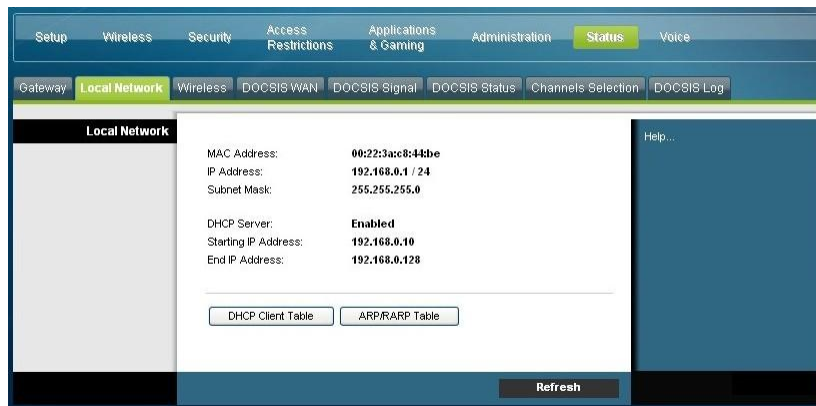 Setup Wireless Security Access Restrictions Applications & Gaming Administration Status Voice
Gateway Local Network Wireless DOCSIS WAN DOCSIS Signal DOCSIS Status Channels Selection DOCSIS Log
Local Network
Help...
MAC Address: 00:22:3a:c8:44:be
IP Address: 192.168.0.1 / 24
Subnet Mask: 255.255.255.0
DHCP Server: Enabled
Starting IP Address: 192.168.0.10
End IP Address: 192.168.0.128
DHCP Client Table ARP/RARP Table
Refresh